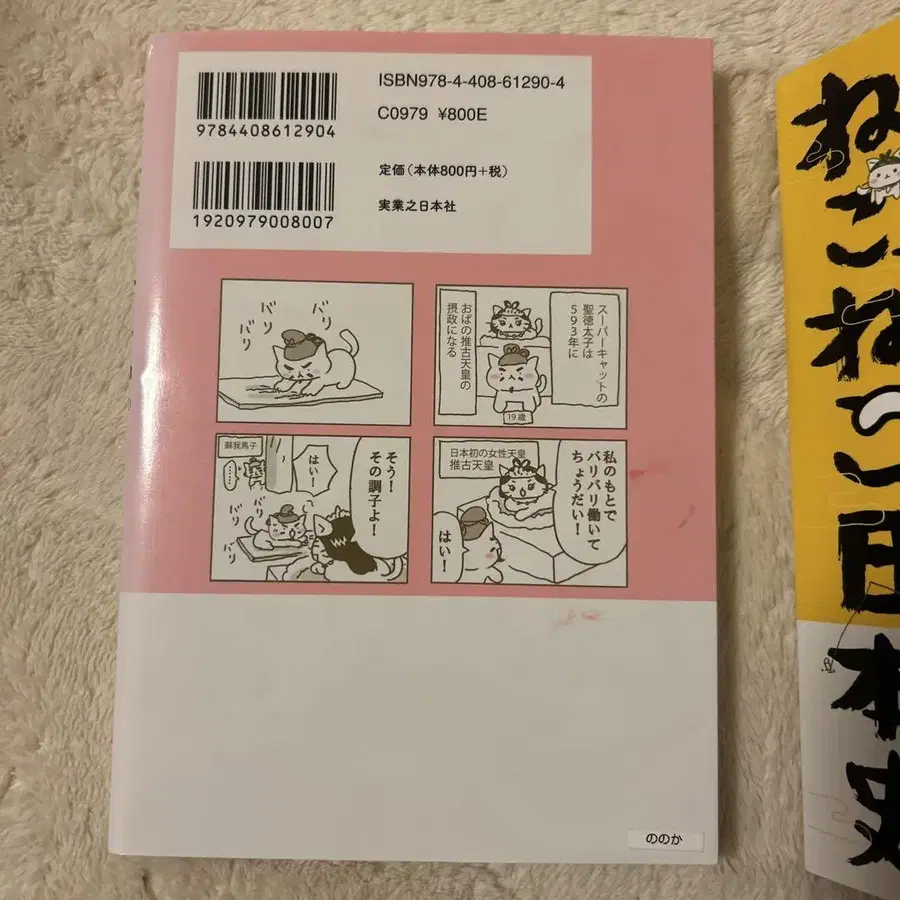 ISBN978-4-408-61290-4
C0979 ¥800E
9784408612904
定価(本体800円+税)
1920979008007
実業之日本社
スーパーキャットの
聖徳太子は
593年に
おばの推古天皇の
摂政になる
19歳
日本初の女性天皇
推古天皇
私のもとで
バリバリ働いて
ちょうだい!
はい!
バリ
バリ
バリ
そう!
その調子よ!
はい!
蘇我馬子
……
バリ
バリ
バリ
ののか
ねこねこ日本史